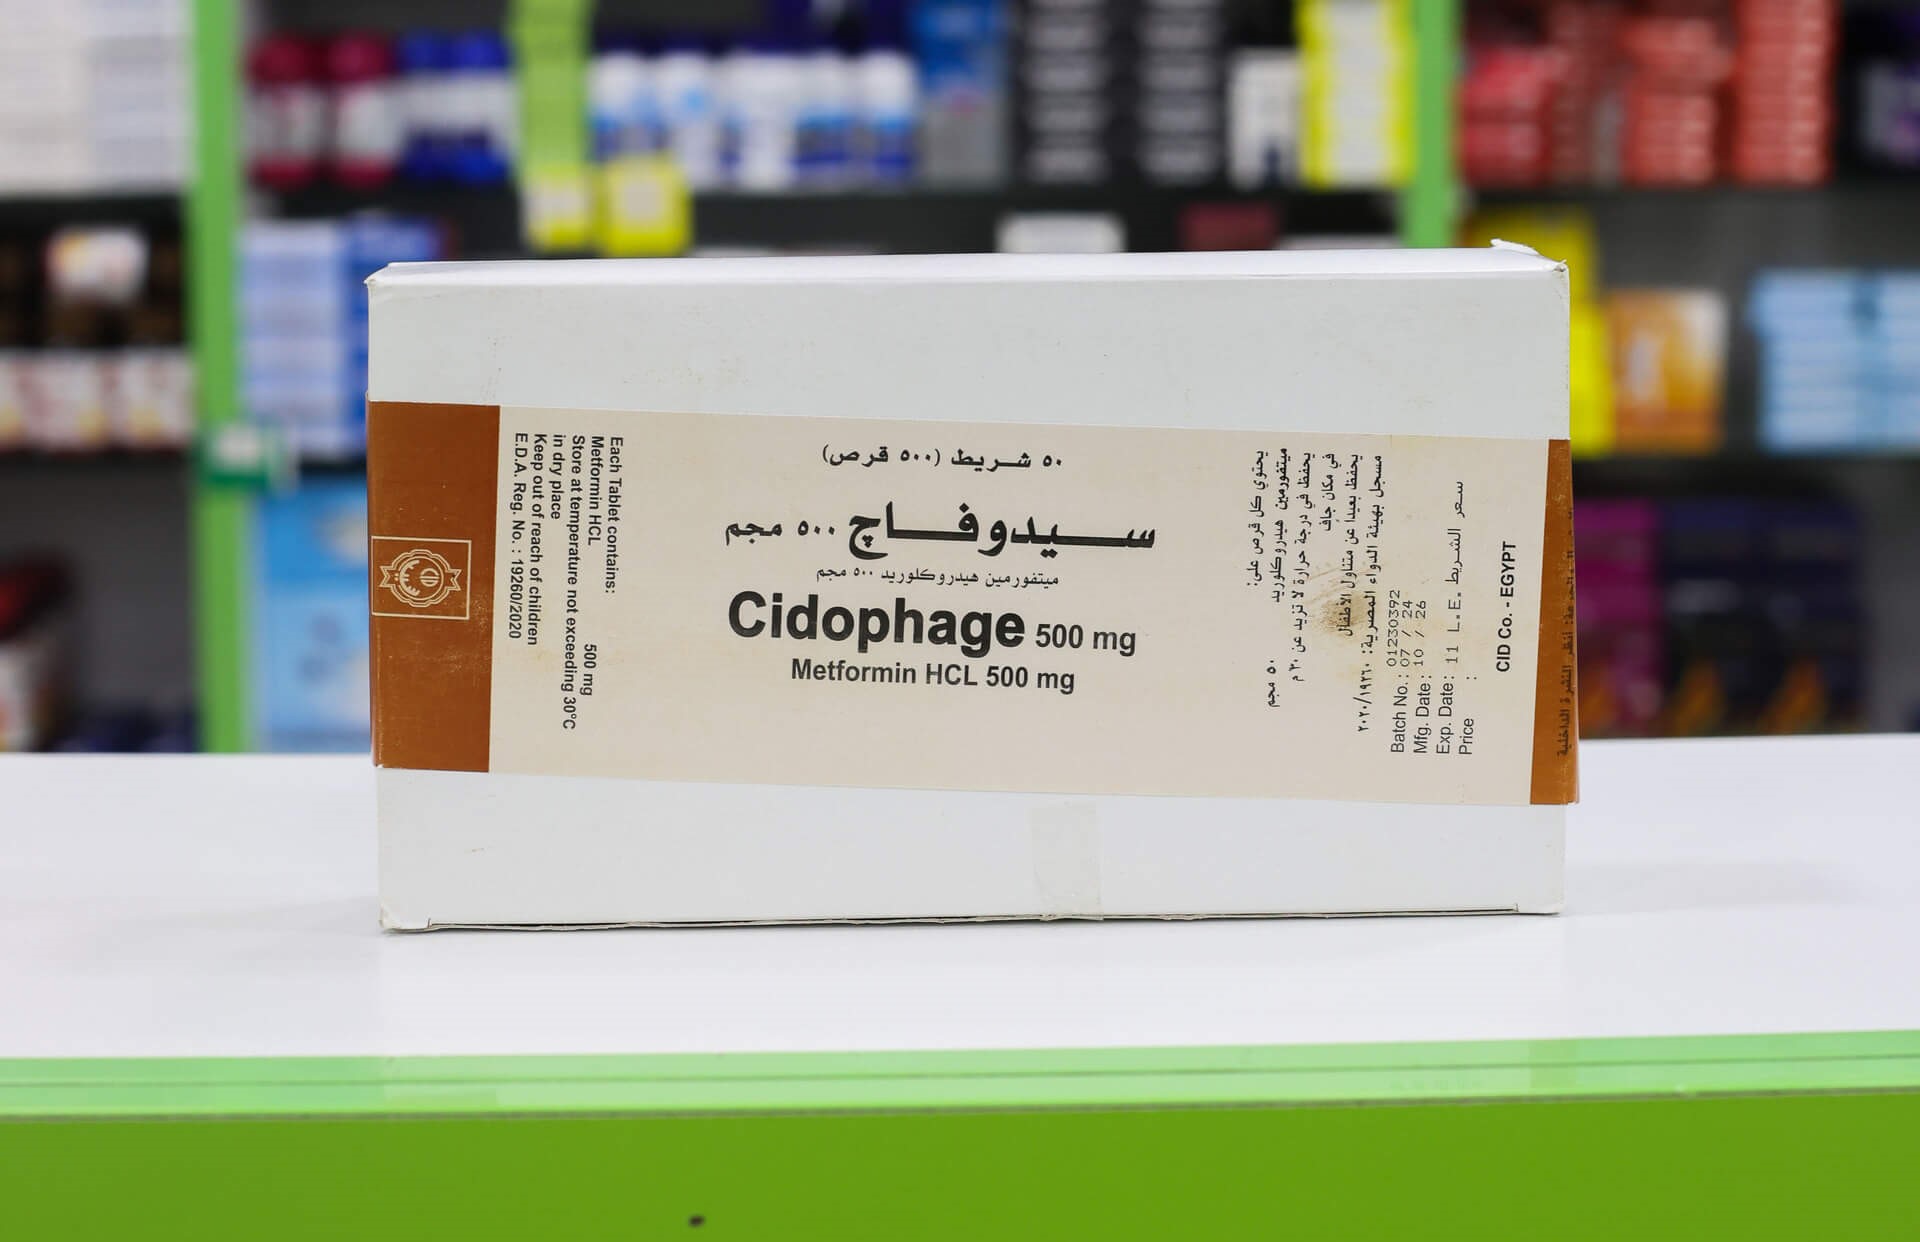 ٥٠ شريط (٥٠٠ قرص)
سيدوفاج ٥٠٠ مجم
ميتفورمين هيدروكلوريد ٥٠٠ مجم
Cidophage 500 mg
Metformin HCL 500 mg
Each Tablet contains:
Metformin HCL 500 mg
Store at temperature not exceeding 30°C
in dry place
Keep out of reach of children
E.D.A. Reg. No. : 19260/2020
يحتوي كل قرص على:
ميتفورمين هيدروكلوريد ٥٠ مجم
يحفظ في درجة حرارة لا تزيد عن ٣٠ م
في مكان جاف
يحفظ بعيدا عن متناول الأطفال
مسجل بهيئة الدواء المصرية: ٢٠٢٠/١٩٢٦٠
Batch No.: 01230392
Mfg. Date: 07 / 24
Exp. Date: 10 / 26
Price : 11 L.E. سعر الشريط
CID Co. - EGYPT
النشرة الداخلية